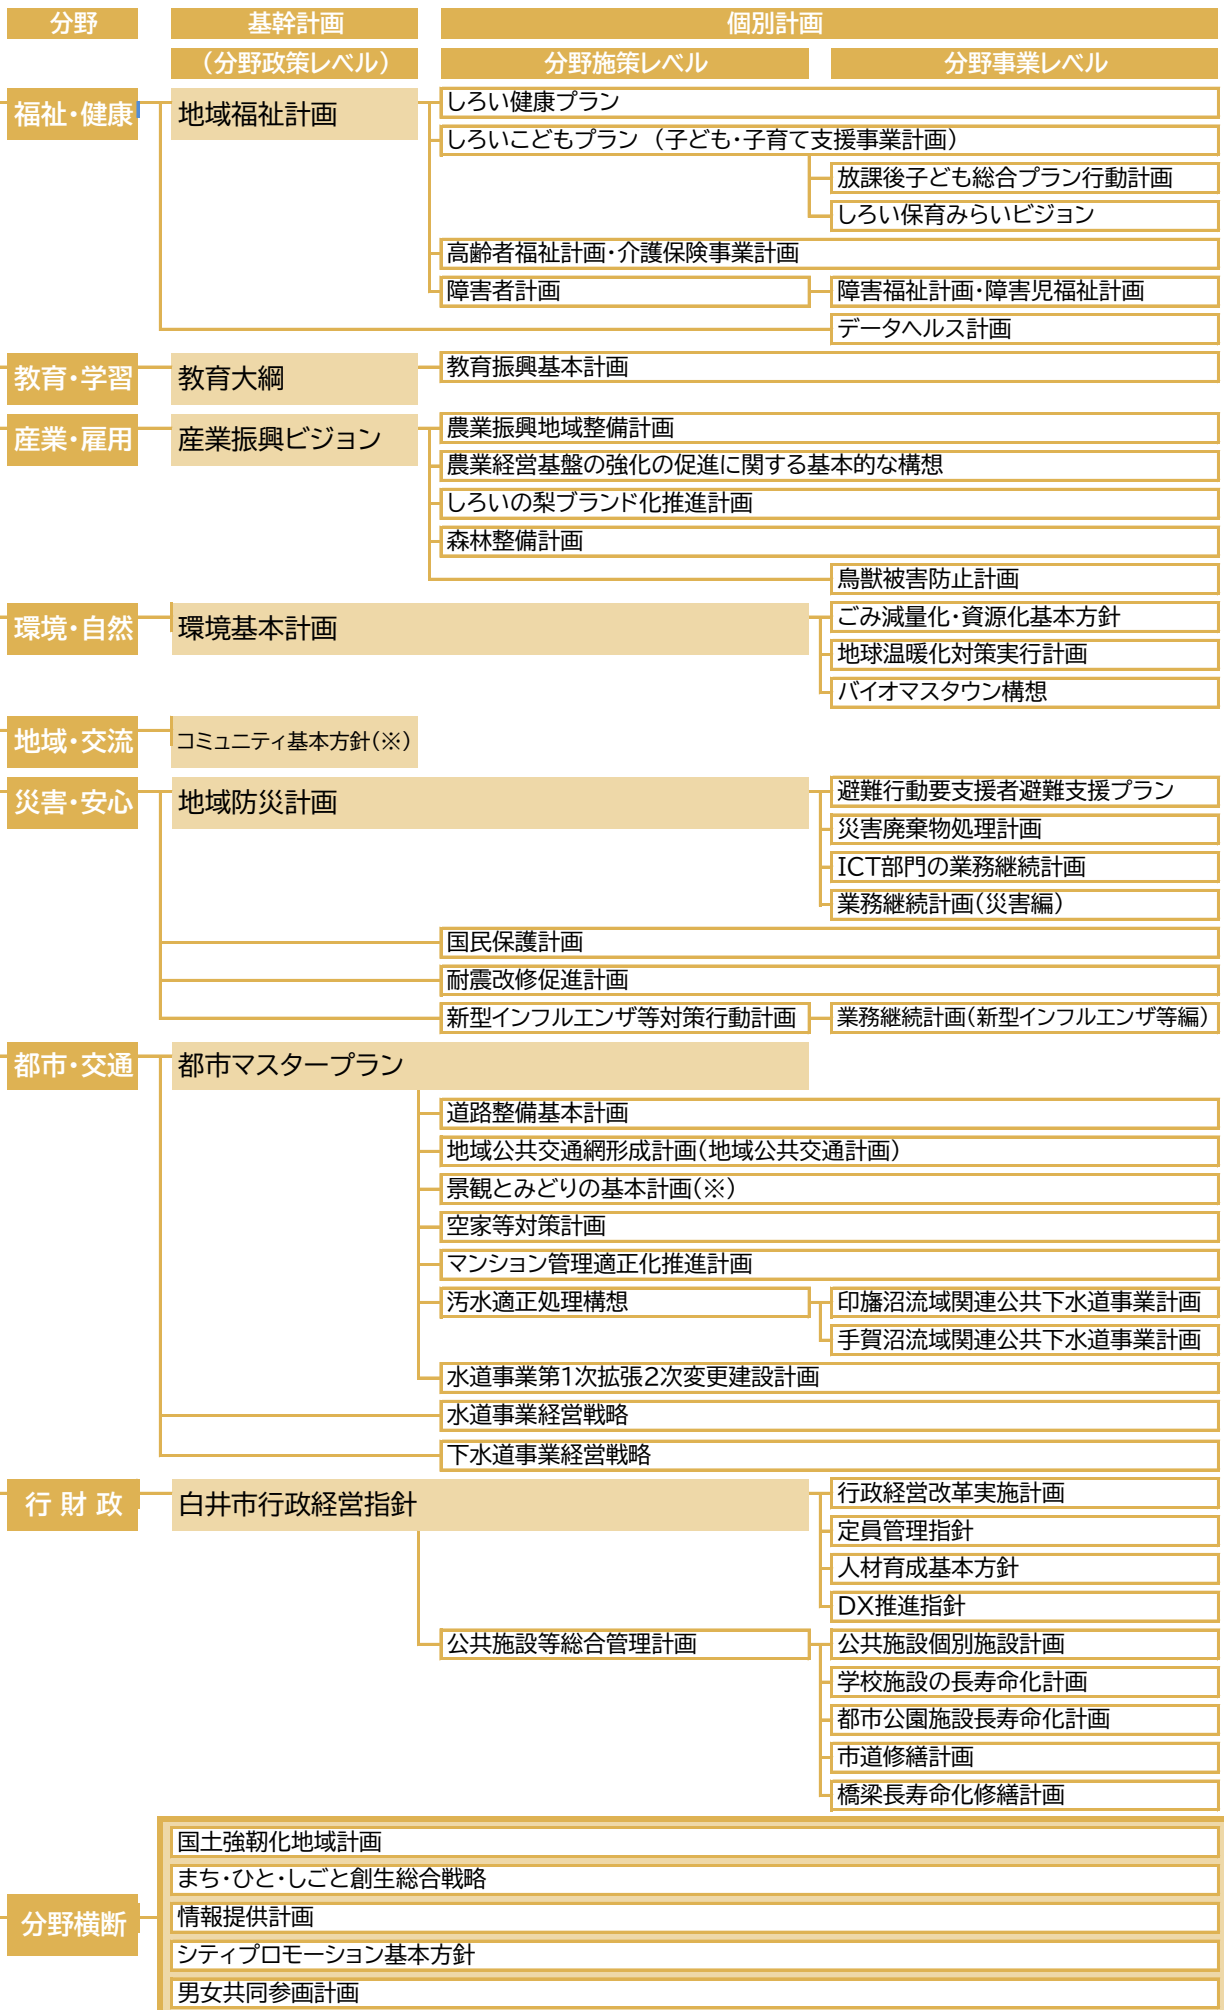 分野
基幹計画
個別計画
（分野政策レベル）
分野施策レベル
分野事業レベル
福祉・健康
地域福祉計画
しろい健康プラン
しろいこどもプラン（子ども・子育て支援事業計画）
放課後子ども総合プラン行動計画
しろい保育みらいビジョン
高齢者福祉計画・介護保険事業計画
障害者計画
障害福祉計画・障害児福祉計画
データヘルス計画
教育・学習
教育大綱
教育振興基本計画
産業・雇用
産業振興ビジョン
農業振興地域整備計画
農業経営基盤の強化の促進に関する基本的な構想
しろいの梨ブランド化推進計画
森林整備計画
鳥獣被害防止計画
環境・自然
環境基本計画
ごみ減量化・資源化基本方針
地球温暖化対策実行計画
バイオマスタウン構想
地域・交流
コミュニティ基本方針（※）
災害・安心
地域防災計画
避難行動要支援者避難支援プラン
災害廃棄物処理計画
ICT部門の業務継続計画
業務継続計画（災害編）
国民保護計画
耐震改修促進計画
新型インフルエンザ等対策行動計画
業務継続計画（新型インフルエンザ等編）
都市・交通
都市マスタープラン
道路整備基本計画
地域公共交通網形成計画（地域公共交通計画）
景観とみどりの基本計画（※）
空家等対策計画
マンション管理適正化推進計画
汚水適正処理構想
印旛沼流域関連公共下水道事業計画
手賀沼流域関連公共下水道事業計画
水道事業第1次拡張2次変更建設計画
水道事業経営戦略
下水道事業経営戦略
行 財 政
白井市行政経営指針
行政経営改革実施計画
定員管理指針
人材育成基本方針
DX推進指針
公共施設等総合管理計画
公共施設個別施設計画
学校施設の長寿命化計画
都市公園施設長寿命化計画
市道修繕計画
橋梁長寿命化修繕計画
分野横断
国土強靭化地域計画
まち・ひと・しごと創生総合戦略
情報提供計画
シティプロモーション基本方針
男女共同参画計画